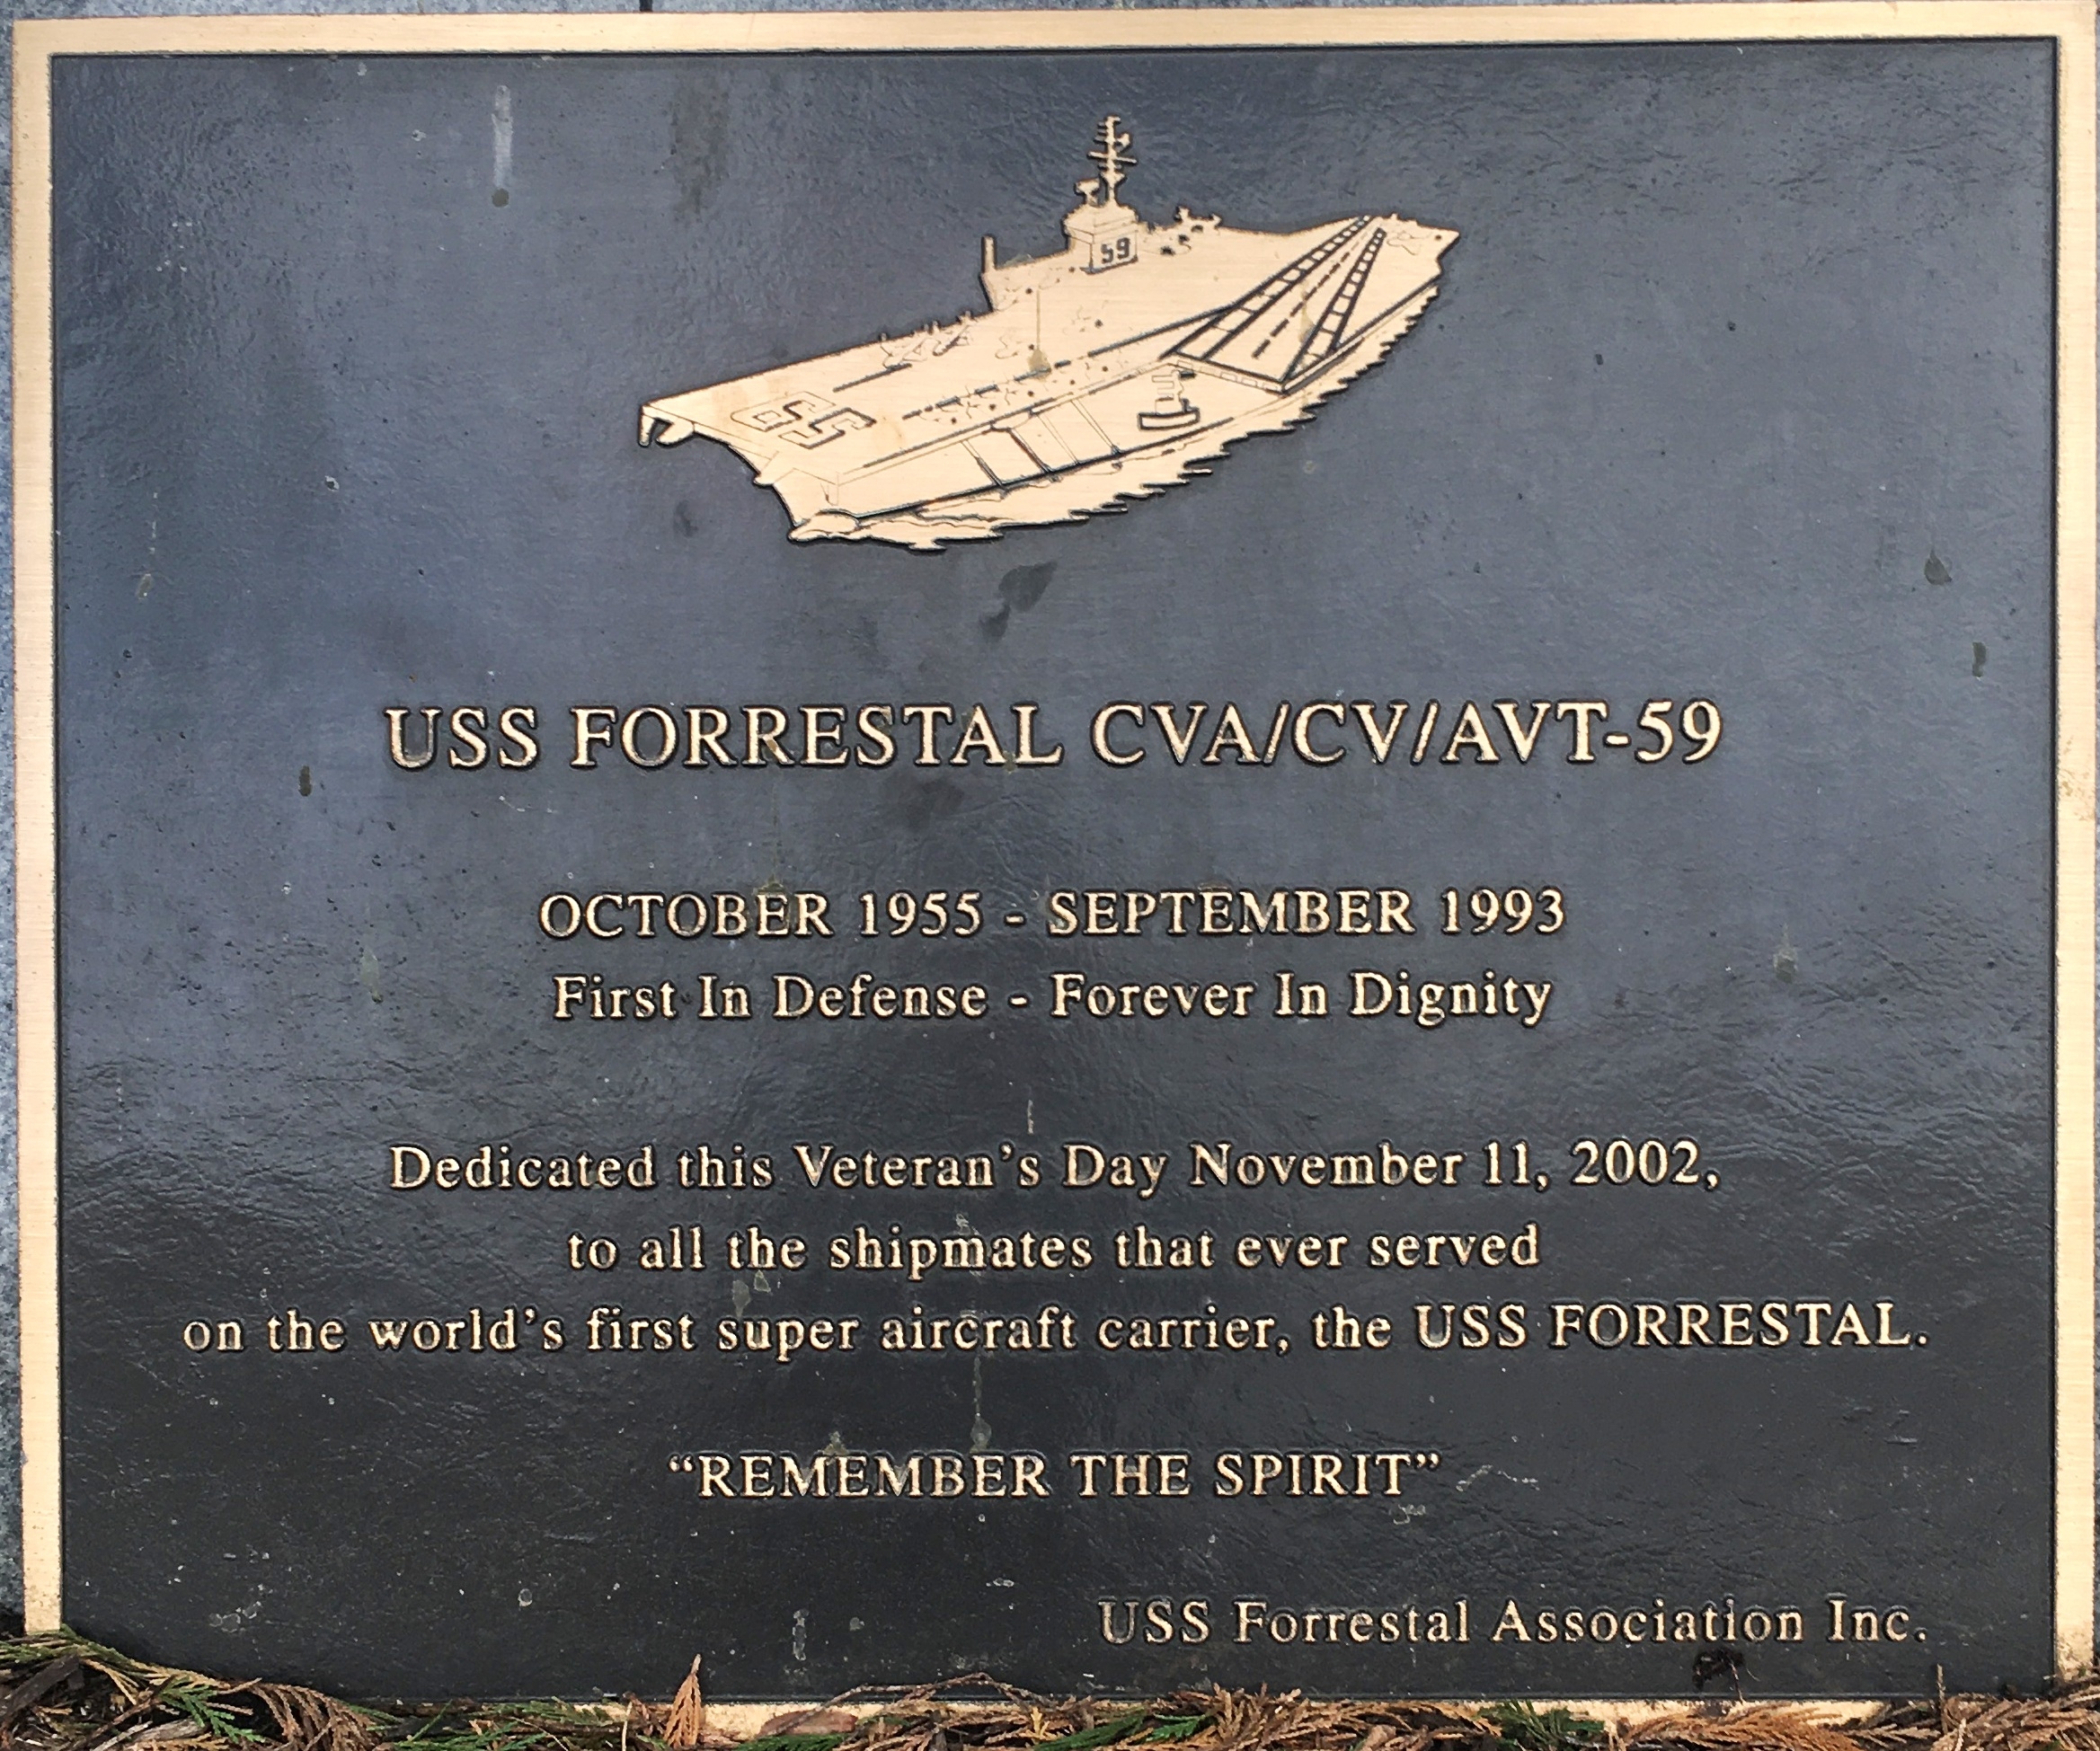 59
59
USS FORRESTAL CVA/CV/AVT-59
OCTOBER 1955 - SEPTEMBER 1993
First In Defense - Forever In Dignity
Dedicated this Veteran’s Day November 11, 2002,
to all the shipmates that ever served
on the world’s first super aircraft carrier, the USS FORRESTAL.
“REMEMBER THE SPIRIT”
USS Forrestal Association Inc.